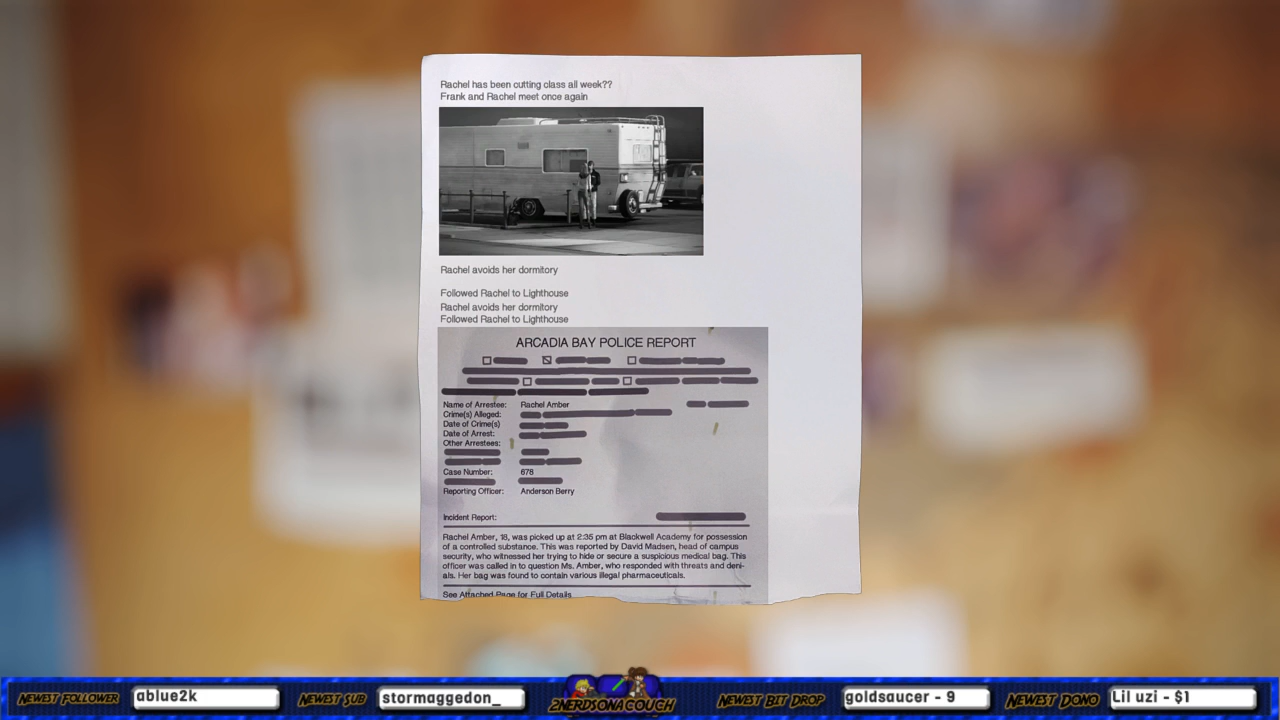 Rachel has been cutting class all week??
Frank and Rachel meet once again
Rachel avoids her dormitory
Followed Rachel to Lighthouse
Rachel avoids her dormitory
Followed Rachel to Lighthouse
ARCADIA BAY POLICE REPORT
Name of Arrestee: Rachel Amber
Crime(s) Alleged:
Date of Crime(s)
Date of Arrest:
Other Arrestees:
Case Number: 678
Reporting Officer: Anderson Berry
Incident Report:
Rachel Amber, 18, was picked up at 2:35 pm at Blackwell Academy for possession
of a controlled substance. This was reported by David Madsen, head of campus
security, who witnessed her trying to hide or secure a suspicious medical bag. This
officer was called in to question Ms. Amber, who responded with threats and deni-
als. Her bag was found to contain various illegal pharmaceuticals.
See Attached Page for Full Details
NEWEST FOLLOWER ablue2k NEWEST SUB stormaggedon_ 2NERDSONACOUCH NEWEST BIT DROP goldsaucer - 9 NEWEST DONO Lil uzi - $1